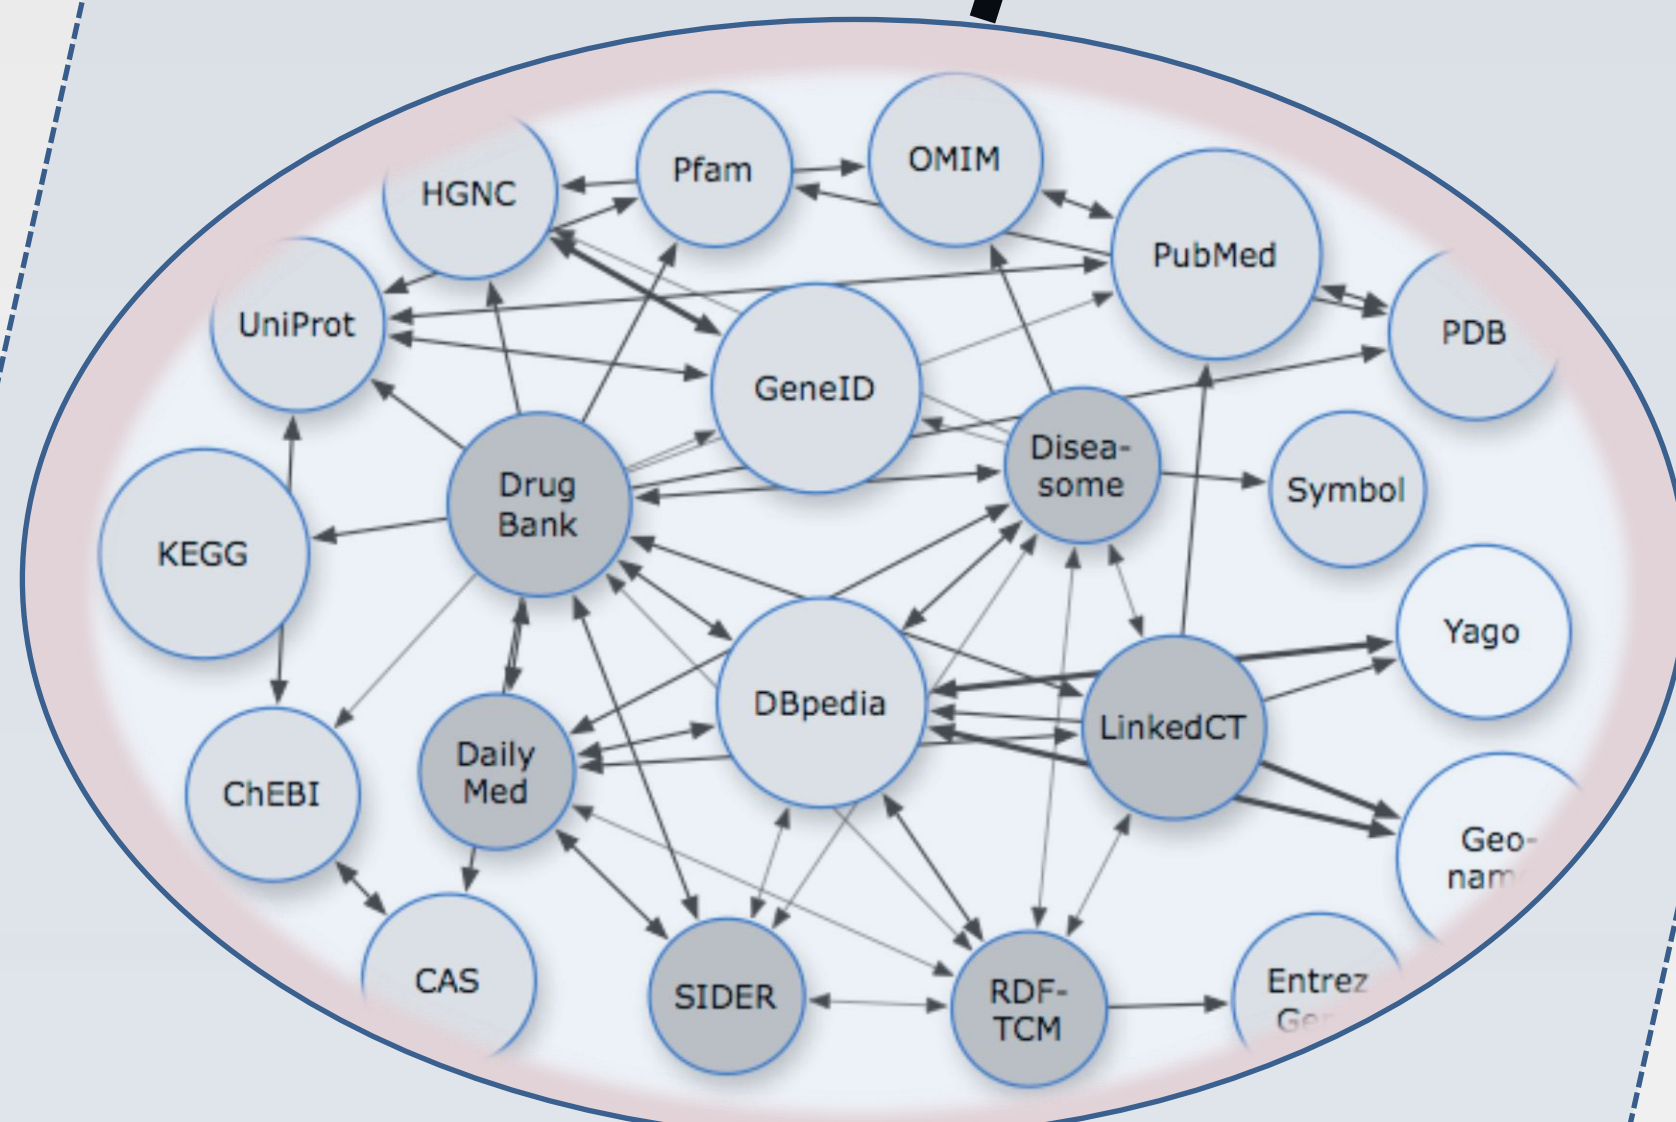 OMIM
Pfam
HGNC
PubMed
UniProt
PDB
GeneID
Disea-
some
Symbol
Drug
Bank
KEGG
Yago
DBpedia
LinkedCT
Daily
Med
ChEBI
Geo-
CAS
SIDER
RDF-
TCM
Entrez